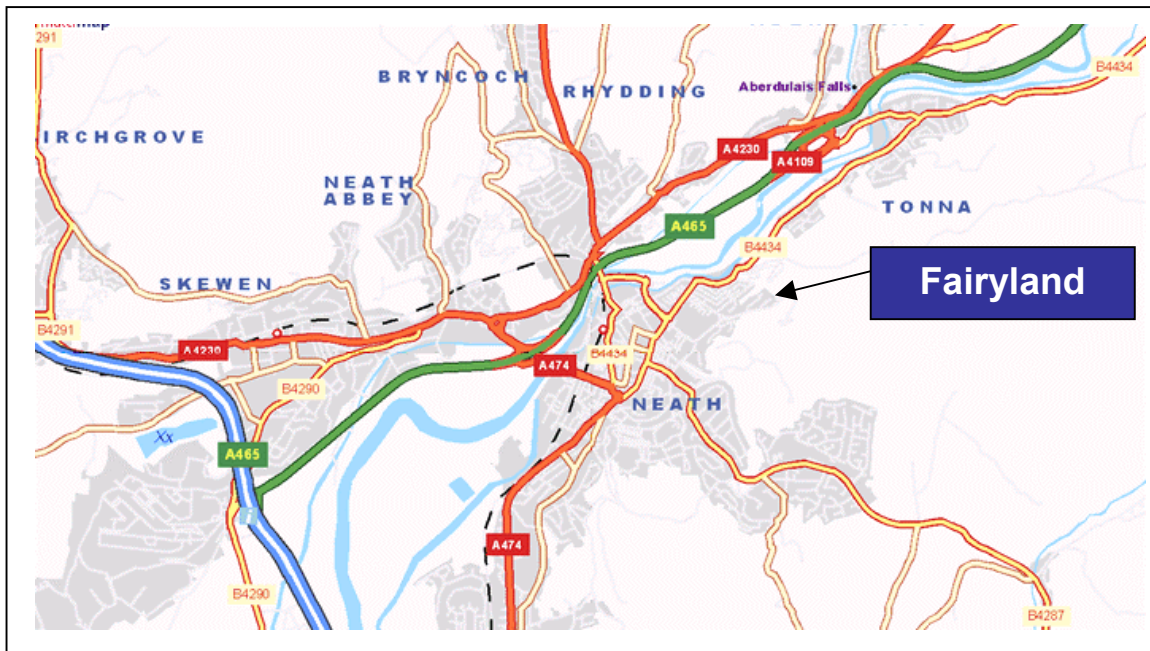 map
291
BRYNCOCH
RHYDDING
Aberdulais Falls
B4434
IRCHGROVE
A4230
A4109
NEATH
ABBEY
TONNA
A465
B4434
Fairyland
SKEWEN
B4291
A4230
A474
B4434
B4290
NEATH
Xx
A465
i
A474
B4290
B4287